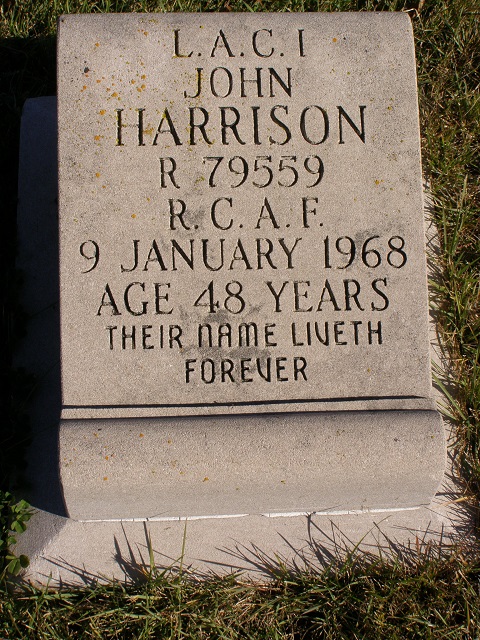 L.A.C. I
JOHN
HARRISON
R 79559
R.C.A.F.
9 JANUARY 1968
AGE 48 YEARS
THEIR NAME LIVETH
FOREVER